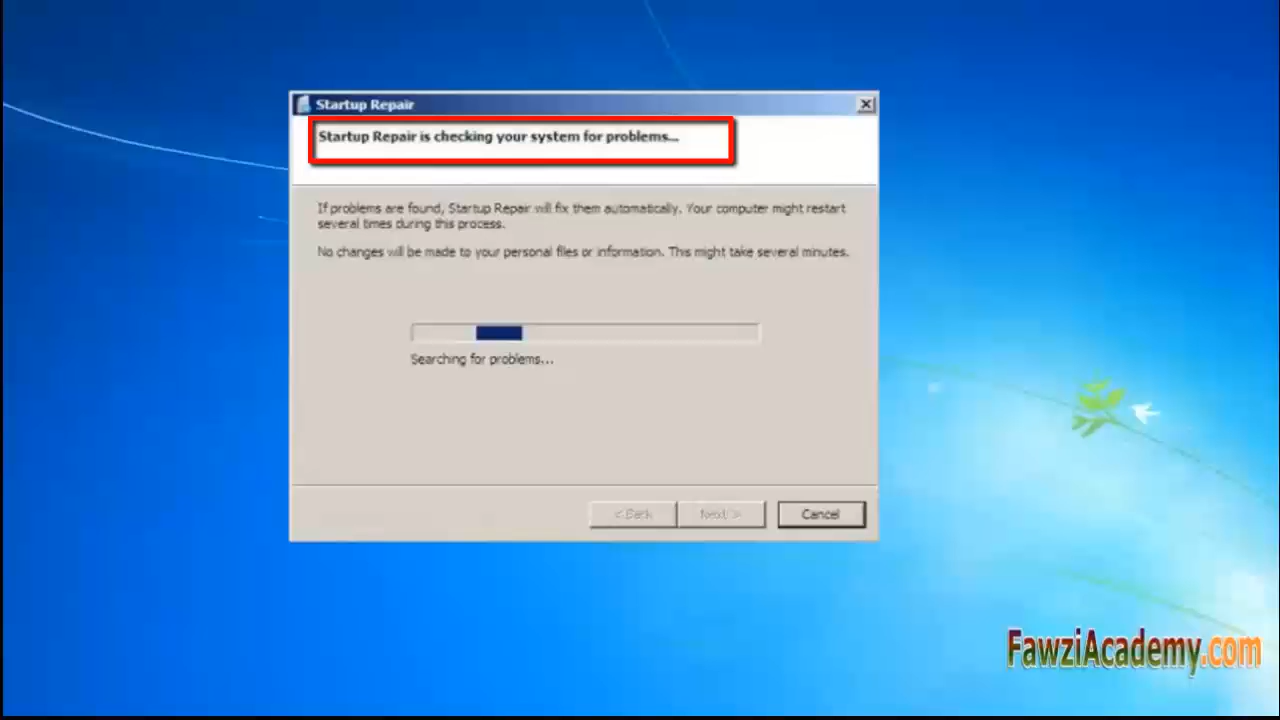 Startup Repair
Startup Repair is checking your system for problems...
If problems are found, Startup Repair will fix them automatically. Your computer might restart
several times during this process.
No changes will be made to your personal files or information. This might take several minutes.
Searching for problems...
< Back
Next >
Cancel
FawziAcademy.com